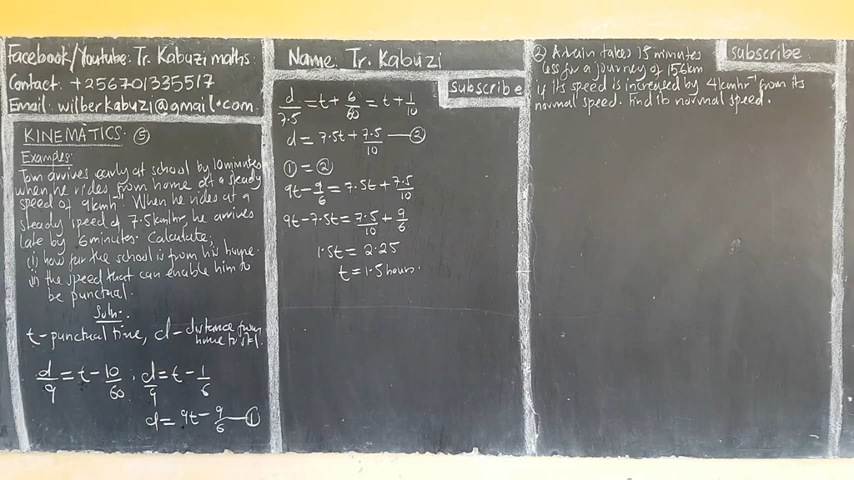 Facebook/Youtube: Tr. Kabuzi maths.
Contact: +256701335517
Email: wilberkabuzi@gmail.com
KINEMATICS. ⑤
Examples:
Tom arrives early at school by 10 minutes
when he rides from home at a steady
speed of 9kmh⁻¹. When he rides at a
steady speed of 7.5km/hr, he arrives
late by 6 minutes. Calculate;
(i) how far the school is from his home.
(ii) the speed that can enable him to
be punctual.
Soln.
t - punctual time, d - distance from
home to
d/9 = t - 10/60, d/9 = t - 1/6
d = 9t - 9/6 — ①
Name: Tr. Kabuzi
Subscribe
d/7.5 = t + 6/60 = t + 1/10
d = 7.5t + 7.5/10 — ②
① = ②
9t - 9/6 = 7.5t + 7.5/10
9t - 7.5t = 7.5/10 + 9/6
1.5t = 2.25
t = 1.5 hours.
② A train takes 15 minutes
less for a journey of 156km
if its speed is increased by 4kmhr⁻¹ from its
normal speed. Find its normal speed.
subscribe